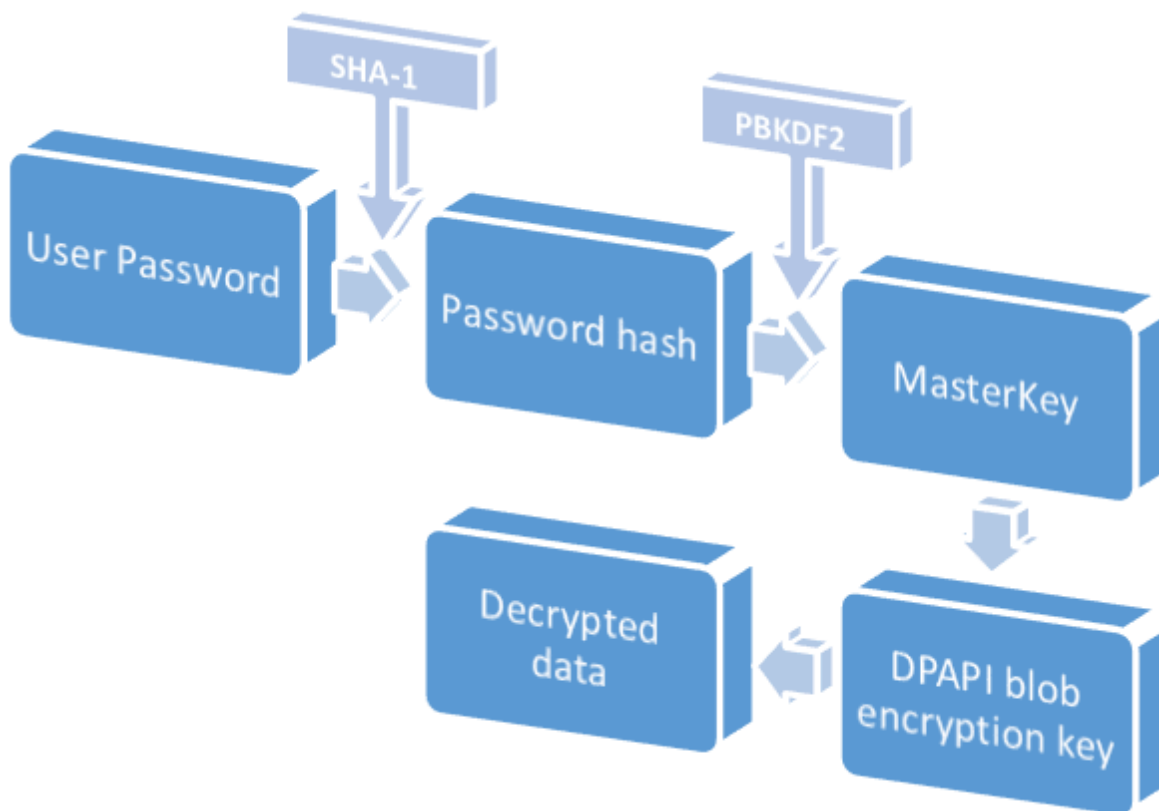 SHA-1
PBKDF2
User Password
Password hash
MasterKey
Decrypted
data
DPAPI blob
encryption key